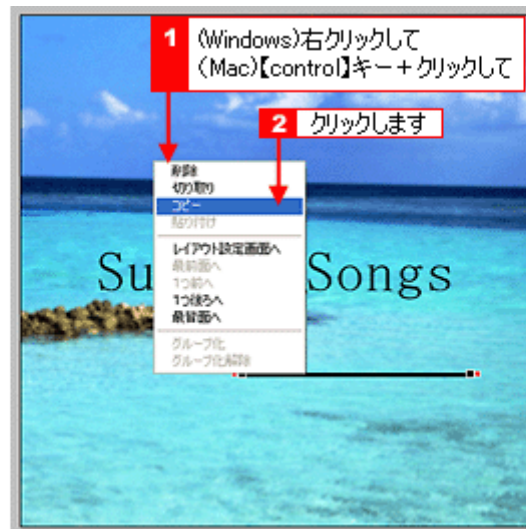 1 (Windows)右クリックして
(Mac)【control】キー+クリックして
2 クリックします
削除
切り取り
コピー
貼り付け
レイアウト設定画面へ
最前面へ
1つ前へ
1つ後ろへ
最背面へ
グループ化
グループ化解除
Su Songs